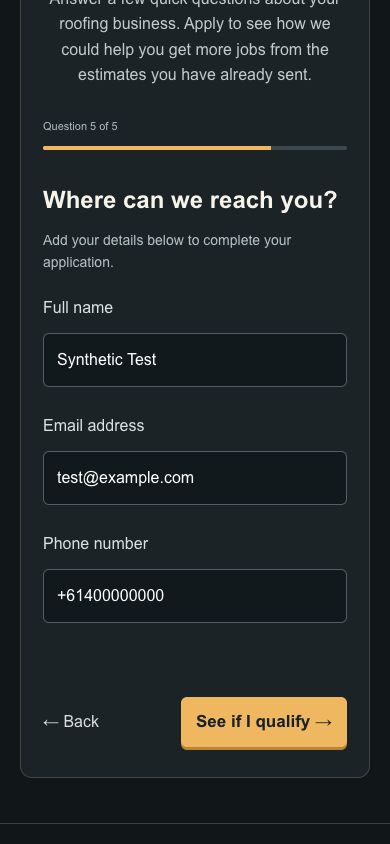 Answer a few quick questions about your
roofing business. Apply to see how we
could help you get more jobs from the
estimates you have already sent.
Question 5 of 5
Where can we reach you?
Add your details below to complete your
application.
Full name
Synthetic Test
Email address
test@example.com
Phone number
+61400000000
← Back
See if I qualify →